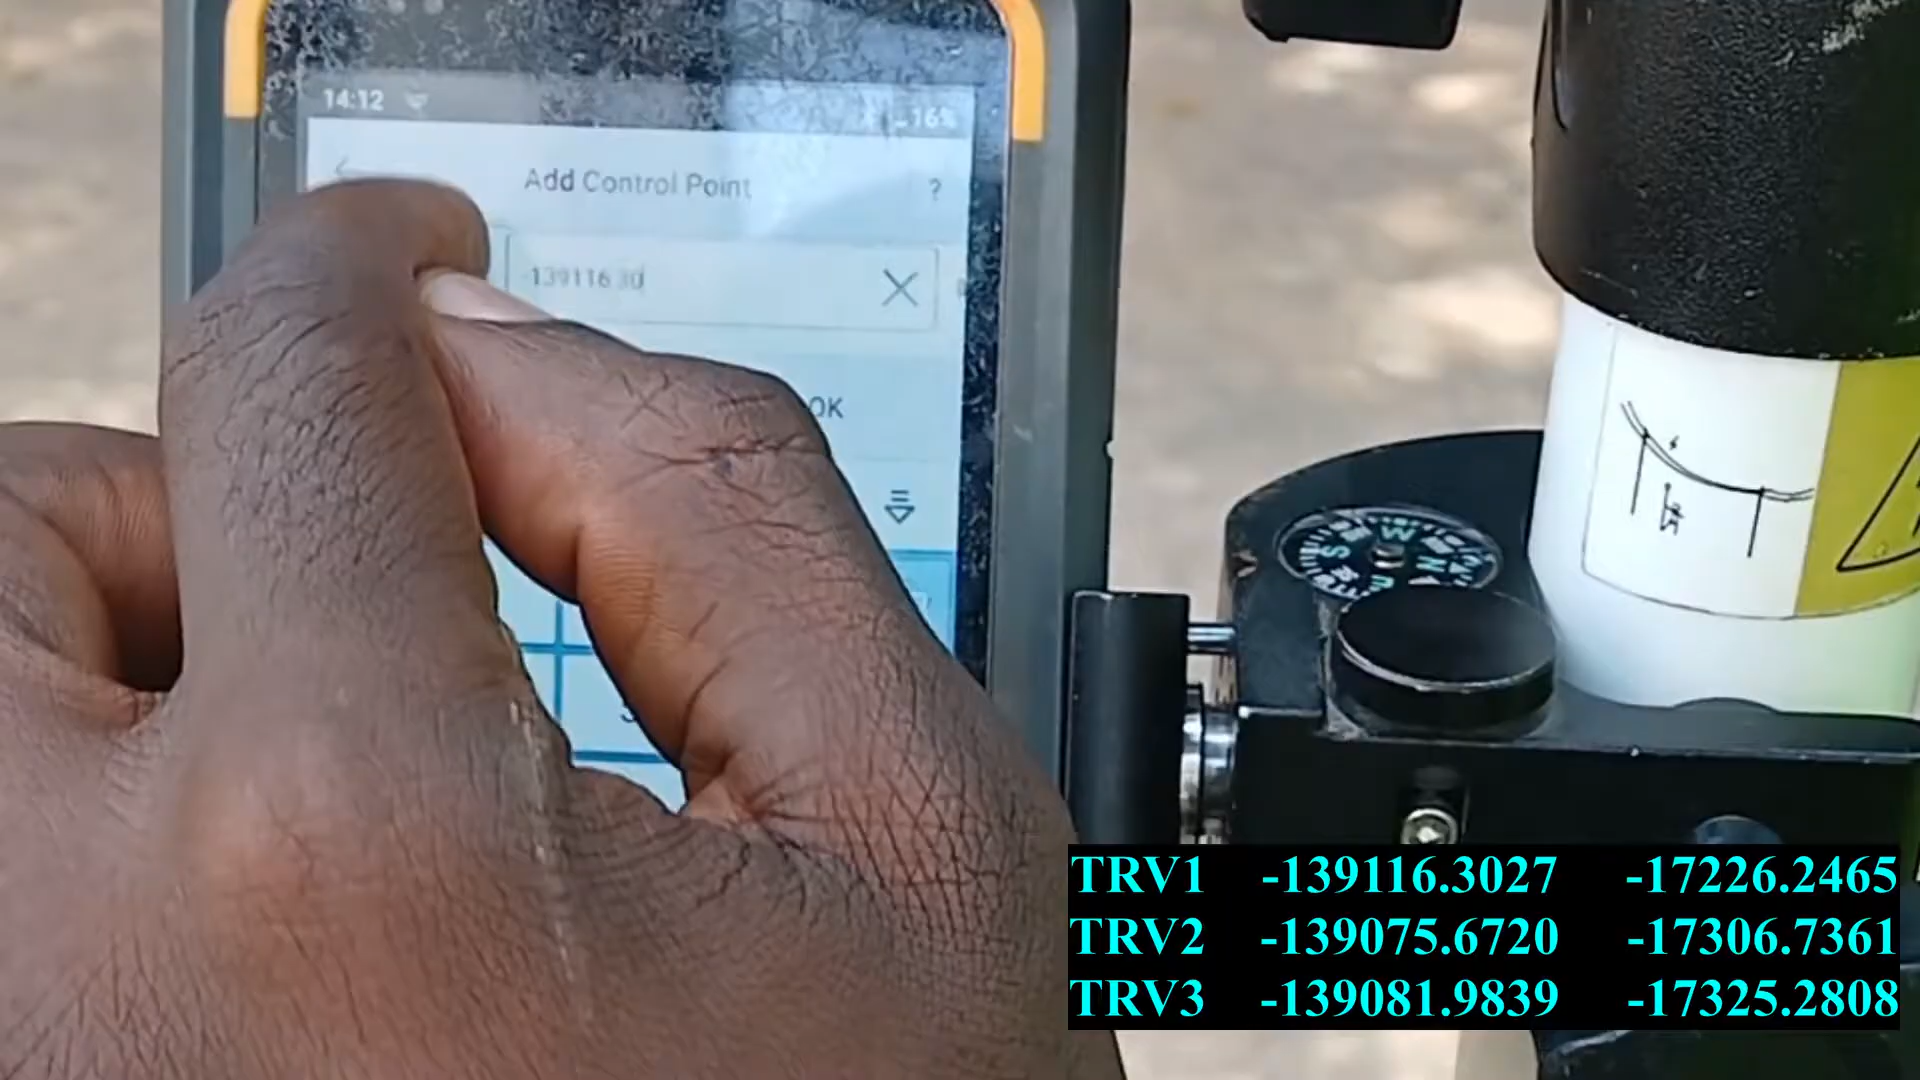 14:12 16%
Add Control Point ?
-139116.30
OK
S W N
TRV1 -139116.3027 -17226.2465
TRV2 -139075.6720 -17306.7361
TRV3 -139081.9839 -17325.2808